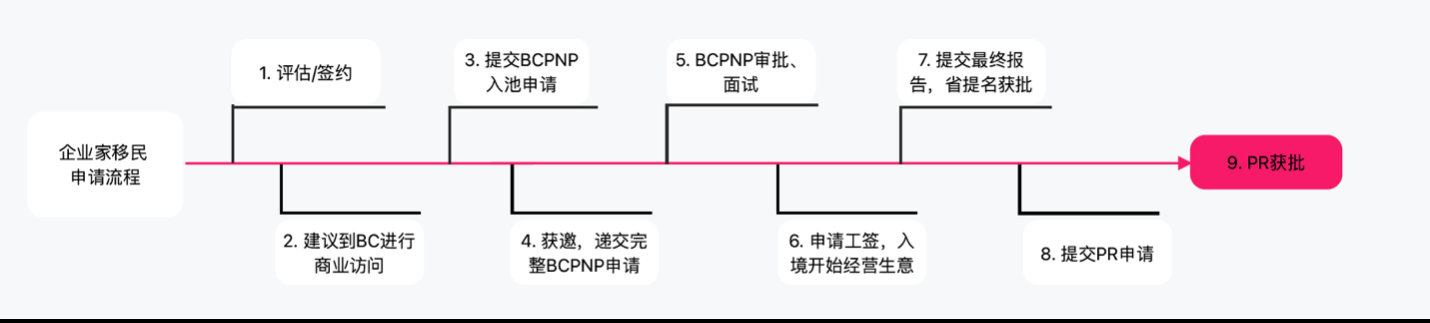 企业家移民
申请流程
1. 评估/签约
2. 建议到BC进行
商业访问
3. 提交BCPNP
入池申请
4. 获邀，递交完
整BCPNP申请
5. BCPNP审批、
面试
6. 申请工签，入
境开始经营生意
7. 提交最终报
告，省提名获批
8. 提交PR申请
9. PR获批